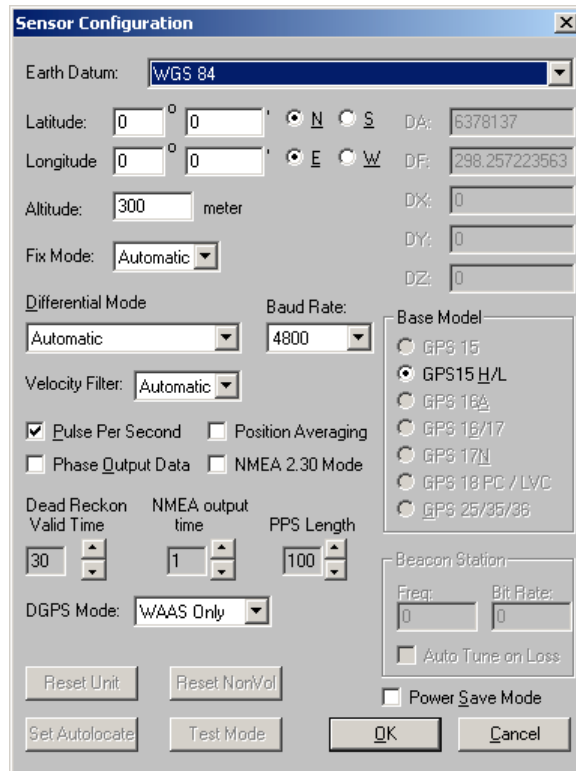 Sensor Configuration
Earth Datum: WGS 84
Latitude: 0 ° 0 ' N S
Longitude 0 ° 0 ' E W
Altitude: 300 meter
Fix Mode: Automatic
DA: 6378137
DF: 298.257223563
DX: 0
DY: 0
DZ: 0
Differential Mode
Automatic
Baud Rate:
4800
Velocity Filter: Automatic
Pulse Per Second
Position Averaging
Phase Output Data
NMEA 2.30 Mode
Dead Reckon
Valid Time
30
NMEA output
time
1
PPS Length
100
DGPS Mode: WAAS Only
Base Model
GPS 15
GPS15 H/L
GPS 16A
GPS 16/17
GPS 17N
GPS 18 PC / LVC
GPS 25/35/36
Beacon Station
Freq: Bit Rate:
0 0
Auto Tune on Loss
Power Save Mode
Reset Unit
Reset NonVol
Set Autolocate
Test Mode
OK
Cancel